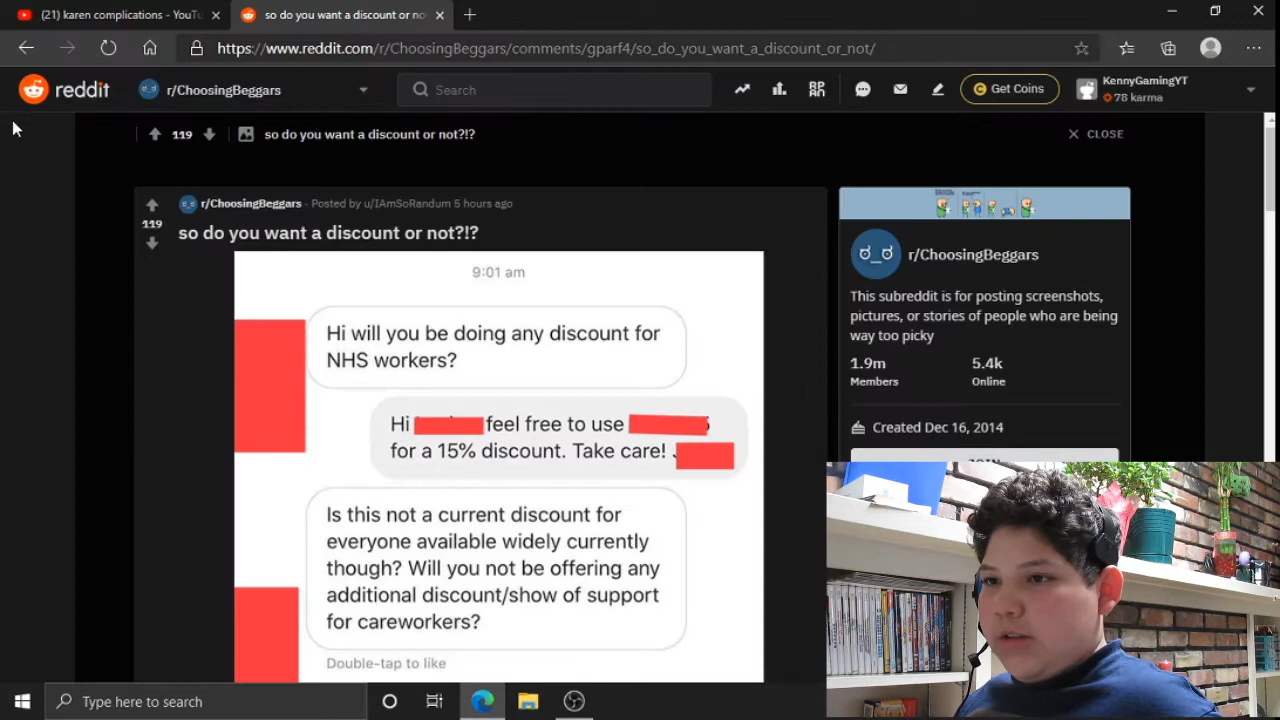 (21) karen complications - YouT
so do you want a discount or no
https://www.reddit.com/r/ChoosingBeggars/comments/gparf4/so_do_you_want_a_discount_or_not/
reddit
r/ChoosingBeggars
Search
Get Coins
KennyGamingYT
78 karma
119
so do you want a discount or not?!?
CLOSE
r/ChoosingBeggars · Posted by u/IAmSoRandum 5 hours ago
119
so do you want a discount or not?!?
9:01 am
Hi will you be doing any discount for
NHS workers?
Hi feel free to use
for a 15% discount. Take care!
Is this not a current discount for
everyone available widely currently
though? Will you not be offering any
additional discount/show of support
for careworkers?
Double-tap to like
r/ChoosingBeggars
This subreddit is for posting screenshots,
pictures, or stories of people who are being
way too picky
1.9m
5.4k
Members
Online
Created Dec 16, 2014
JOIN
Type here to search